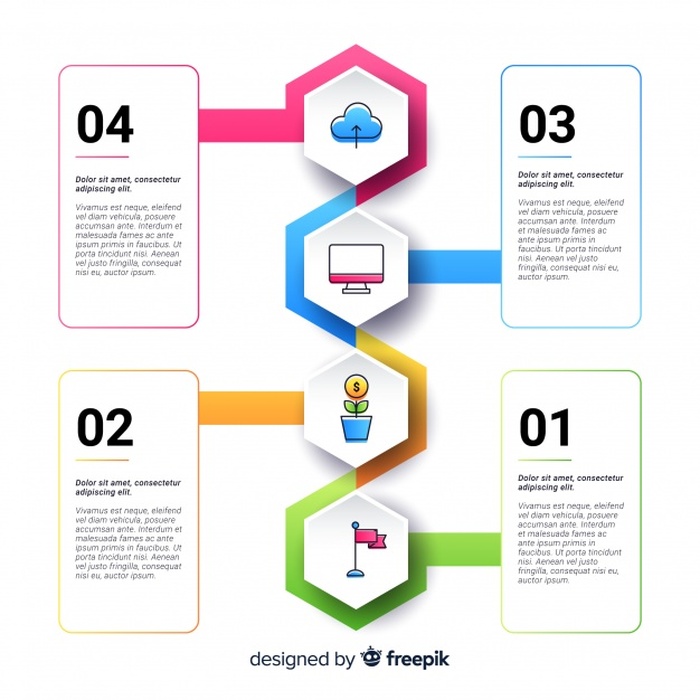 04
Dolor sit amet, consectetur
adipiscing elit.
Vivamus est neque, eleifend
vel diam vehicula, posuere
accumsan ante. Interdum et
malesuada fames ac ante
ipsum primis in faucibus. Ut
porta tincidunt nisi. Aenean
vel justo fringilla, consequat
nisi eu, auctor ipsum.
03
Dolor sit amet, consectetur
adipiscing elit.
Vivamus est neque, eleifend
vel diam vehicula, posuere
accumsan ante. Interdum
et malesuada fames ac
ante ipsum primis in
faucibus. Ut porta tincidunt
nisi. Aenean vel justo
fringilla, consequat nisi eu,
auctor ipsum.
$
02
Dolor sit amet, consectetur
adipiscing elit.
Vivamus est neque, eleifend
vel diam vehicula, posuere
accumsan ante. Interdum et
malesuada fames ac ante
ipsum primis in faucibus. Ut
porta tincidunt nisi. Aenean
vel justo fringilla, consequat
nisi eu, auctor ipsum.
01
Dolor sit amet, consectetur
adipiscing elit.
Vivamus est neque, eleifend
vel diam vehicula, posuere
accumsan ante. Interdum
et malesuada fames ac
ante ipsum primis in
faucibus. Ut porta tincidunt
nisi. Aenean vel justo
fringilla, consequat nisi eu,
auctor ipsum.
designed by freepik